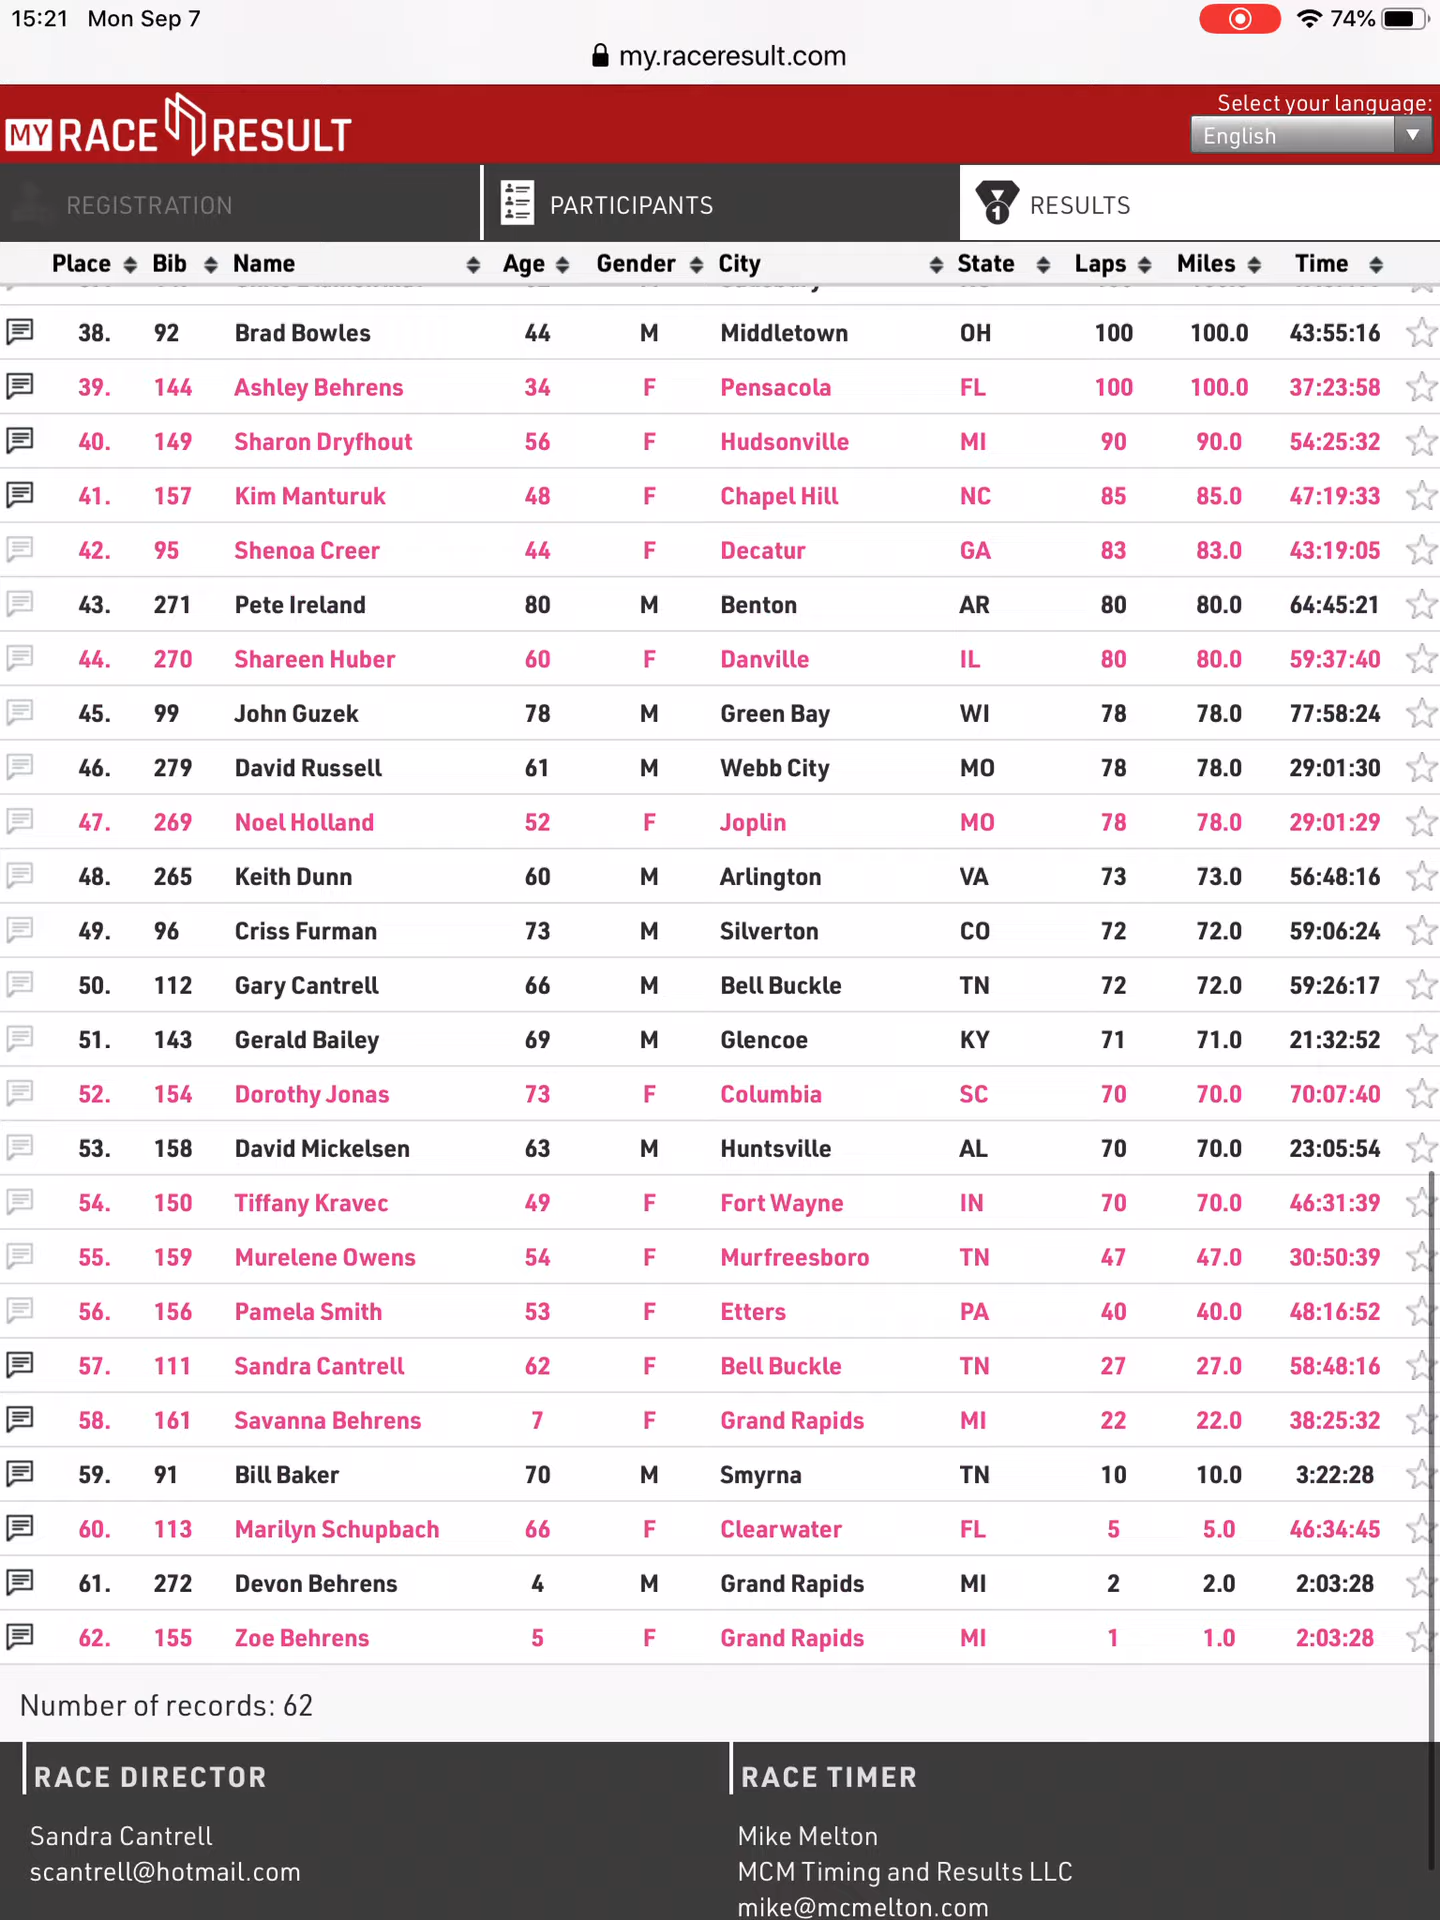 15:21 Mon Sep 7 74%
my.raceresult.com
MY RACE RESULT
Select your language:
English
REGISTRATION PARTICIPANTS RESULTS
Place Bib Name Age Gender City State Laps Miles Time
38. 92 Brad Bowles 44 M Middletown OH 100 100.0 43:55:16
39. 144 Ashley Behrens 34 F Pensacola FL 100 100.0 37:23:58
40. 149 Sharon Dryfhout 56 F Hudsonville MI 90 90.0 54:25:32
41. 157 Kim Manturuk 48 F Chapel Hill NC 85 85.0 47:19:33
42. 95 Shenoa Creer 44 F Decatur GA 83 83.0 43:19:05
43. 271 Pete Ireland 80 M Benton AR 80 80.0 64:45:21
44. 270 Shareen Huber 60 F Danville IL 80 80.0 59:37:40
45. 99 John Guzek 78 M Green Bay WI 78 78.0 77:58:24
46. 279 David Russell 61 M Webb City MO 78 78.0 29:01:30
47. 269 Noel Holland 52 F Joplin MO 78 78.0 29:01:29
48. 265 Keith Dunn 60 M Arlington VA 73 73.0 56:48:16
49. 96 Criss Furman 73 M Silverton CO 72 72.0 59:06:24
50. 112 Gary Cantrell 66 M Bell Buckle TN 72 72.0 59:26:17
51. 143 Gerald Bailey 69 M Glencoe KY 71 71.0 21:32:52
52. 154 Dorothy Jonas 73 F Columbia SC 70 70.0 70:07:40
53. 158 David Mickelsen 63 M Huntsville AL 70 70.0 23:05:54
54. 150 Tiffany Kravec 49 F Fort Wayne IN 70 70.0 46:31:39
55. 159 Murelene Owens 54 F Murfreesboro TN 47 47.0 30:50:39
56. 156 Pamela Smith 53 F Etters PA 40 40.0 48:16:52
57. 111 Sandra Cantrell 62 F Bell Buckle TN 27 27.0 58:48:16
58. 161 Savanna Behrens 7 F Grand Rapids MI 22 22.0 38:25:32
59. 91 Bill Baker 70 M Smyrna TN 10 10.0 3:22:28
60. 113 Marilyn Schupbach 66 F Clearwater FL 5 5.0 46:34:45
61. 272 Devon Behrens 4 M Grand Rapids MI 2 2.0 2:03:28
62. 155 Zoe Behrens 5 F Grand Rapids MI 1 1.0 2:03:28
Number of records: 62
RACE DIRECTOR
Sandra Cantrell
scantrell@hotmail.com
RACE TIMER
Mike Melton
MCM Timing and Results LLC
mike@mcmelton.com